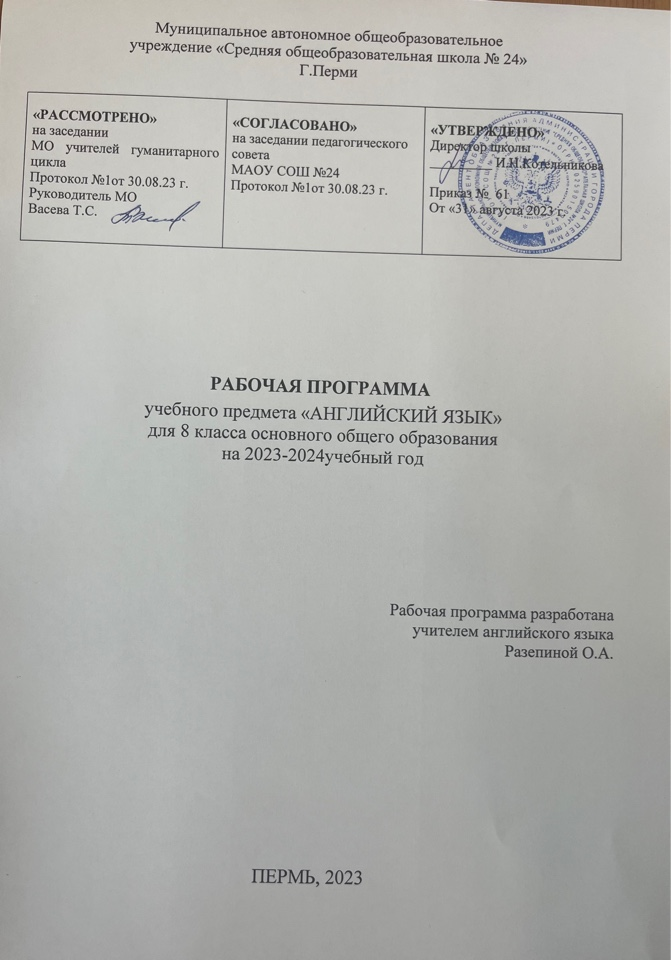 Муниципальное автономное общеобразовательное
учреждение «Средняя общеобразовательная школа № 24»
Г.Перми
«РАССМОТРЕНО»
на заседании
МО учителей гуманитарного
цикла
Протокол №1от 30.08.23 г.
Руководитель МО
Васева Т.С.
«СОГЛАСОВАНО»
на заседании педагогического
совета
МАОУ СОШ №24
Протокол №1от 30.08.23 г.
«УТВЕРЖДЕНО»
Директор школы
И.И.Котельникова
Приказ № 61
От «31» августа 2023 г.
РАБОЧАЯ ПРОГРАММА
учебного предмета «АНГЛИЙСКИЙ ЯЗЫК»
для 8 класса основного общего образования
на 2023-2024учебный год
Рабочая программа разработана
учителем английского языка
Разепиной О.А.
ПЕРМЬ, 2023